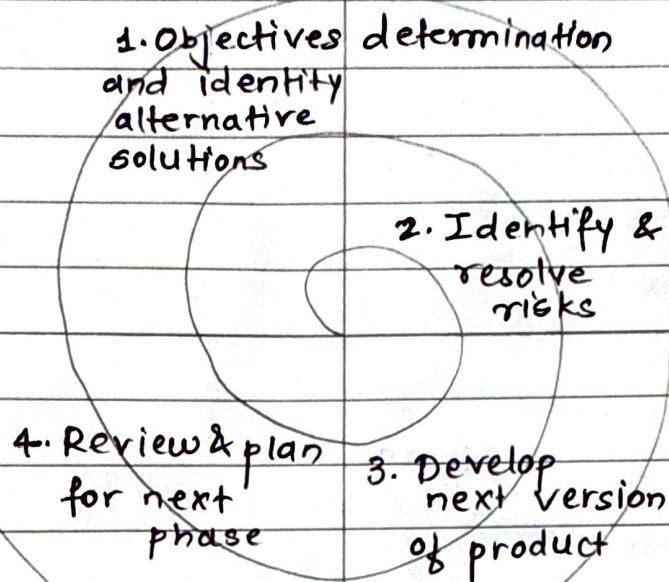 1. Objectives determination
and identity
alternative
solutions
2. Identify &
resolve
risks
4. Review & plan
for next
phase
3. Develop
next version
of product